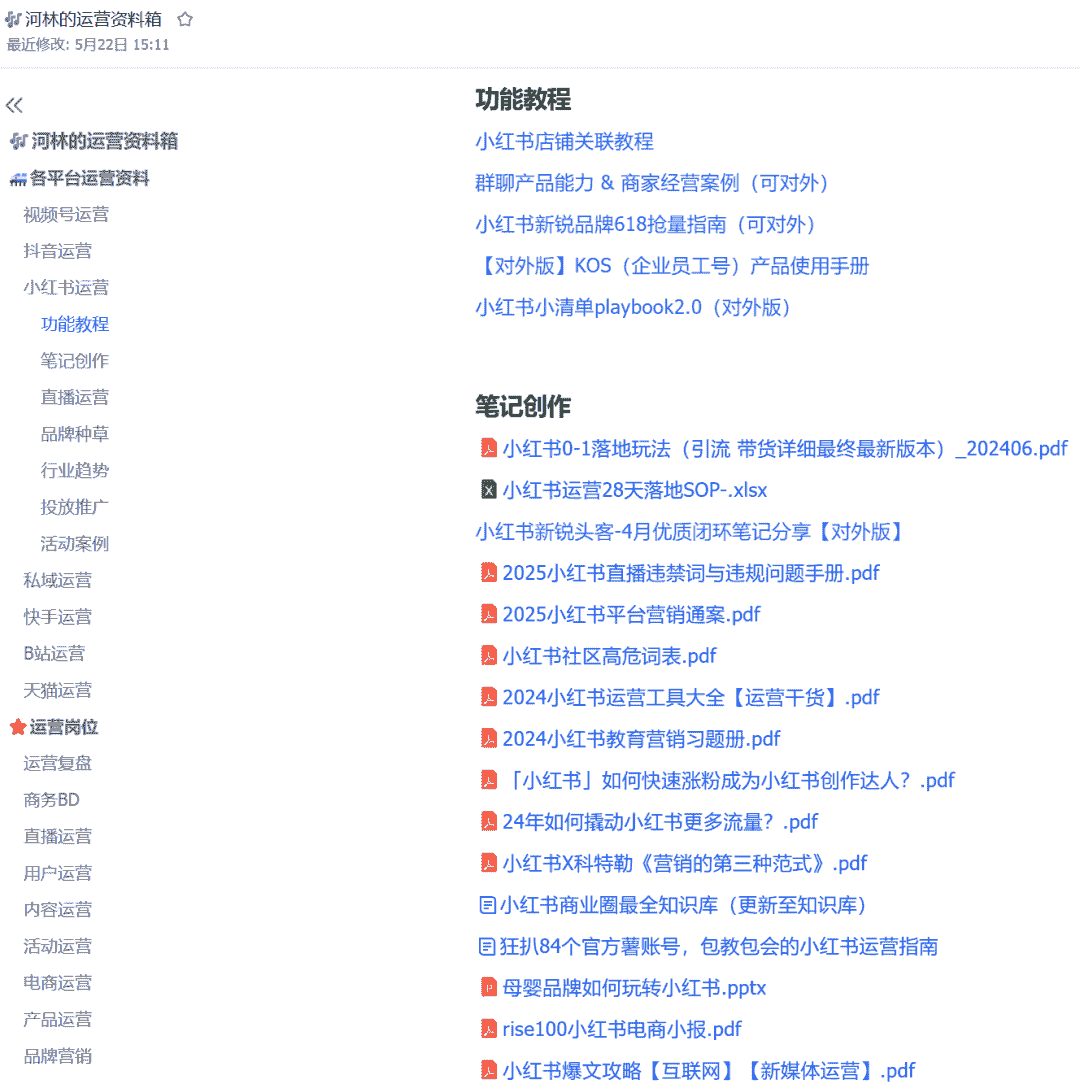 河林的运营资料箱
最近修改: 5月22日 15:11
河林的运营资料箱
各平台运营资料
视频号运营
抖音运营
小红书运营
功能教程
笔记创作
直播运营
品牌种草
行业趋势
投放推广
活动案例
私域运营
快手运营
B站运营
天猫运营
运营岗位
运营复盘
商务BD
直播运营
用户运营
内容运营
活动运营
电商运营
产品运营
品牌营销
功能教程
小红书店铺关联教程
群聊产品能力 & 商家经营案例（可对外）
小红书新锐品牌618抢量指南（可对外）
【对外版】KOS（企业员工号）产品使用手册
小红书小清单playbook2.0（对外版）
笔记创作
小红书0-1落地玩法（引流 带货详细最终最新版本）_202406.pdf
小红书运营28天落地SOP-.xlsx
小红书新锐头客-4月优质闭环笔记分享【对外版】
2025小红书直播违禁词与违规问题手册.pdf
2025小红书平台营销通案.pdf
小红书社区高危词表.pdf
2024小红书运营工具大全【运营干货】.pdf
2024小红书教育营销习题册.pdf
「小红书」如何快速涨粉成为小红书创作达人？.pdf
24年如何撬动小红书更多流量？.pdf
小红书X科特勒《营销的第三种范式》.pdf
小红书商业圈最全知识库（更新至知识库）
狂扒84个官方薯账号，包教包会的小红书运营指南
母婴品牌如何玩转小红书.pptx
rise100小红书电商小报.pdf
小红书爆文攻略【互联网】【新媒体运营】.pdf